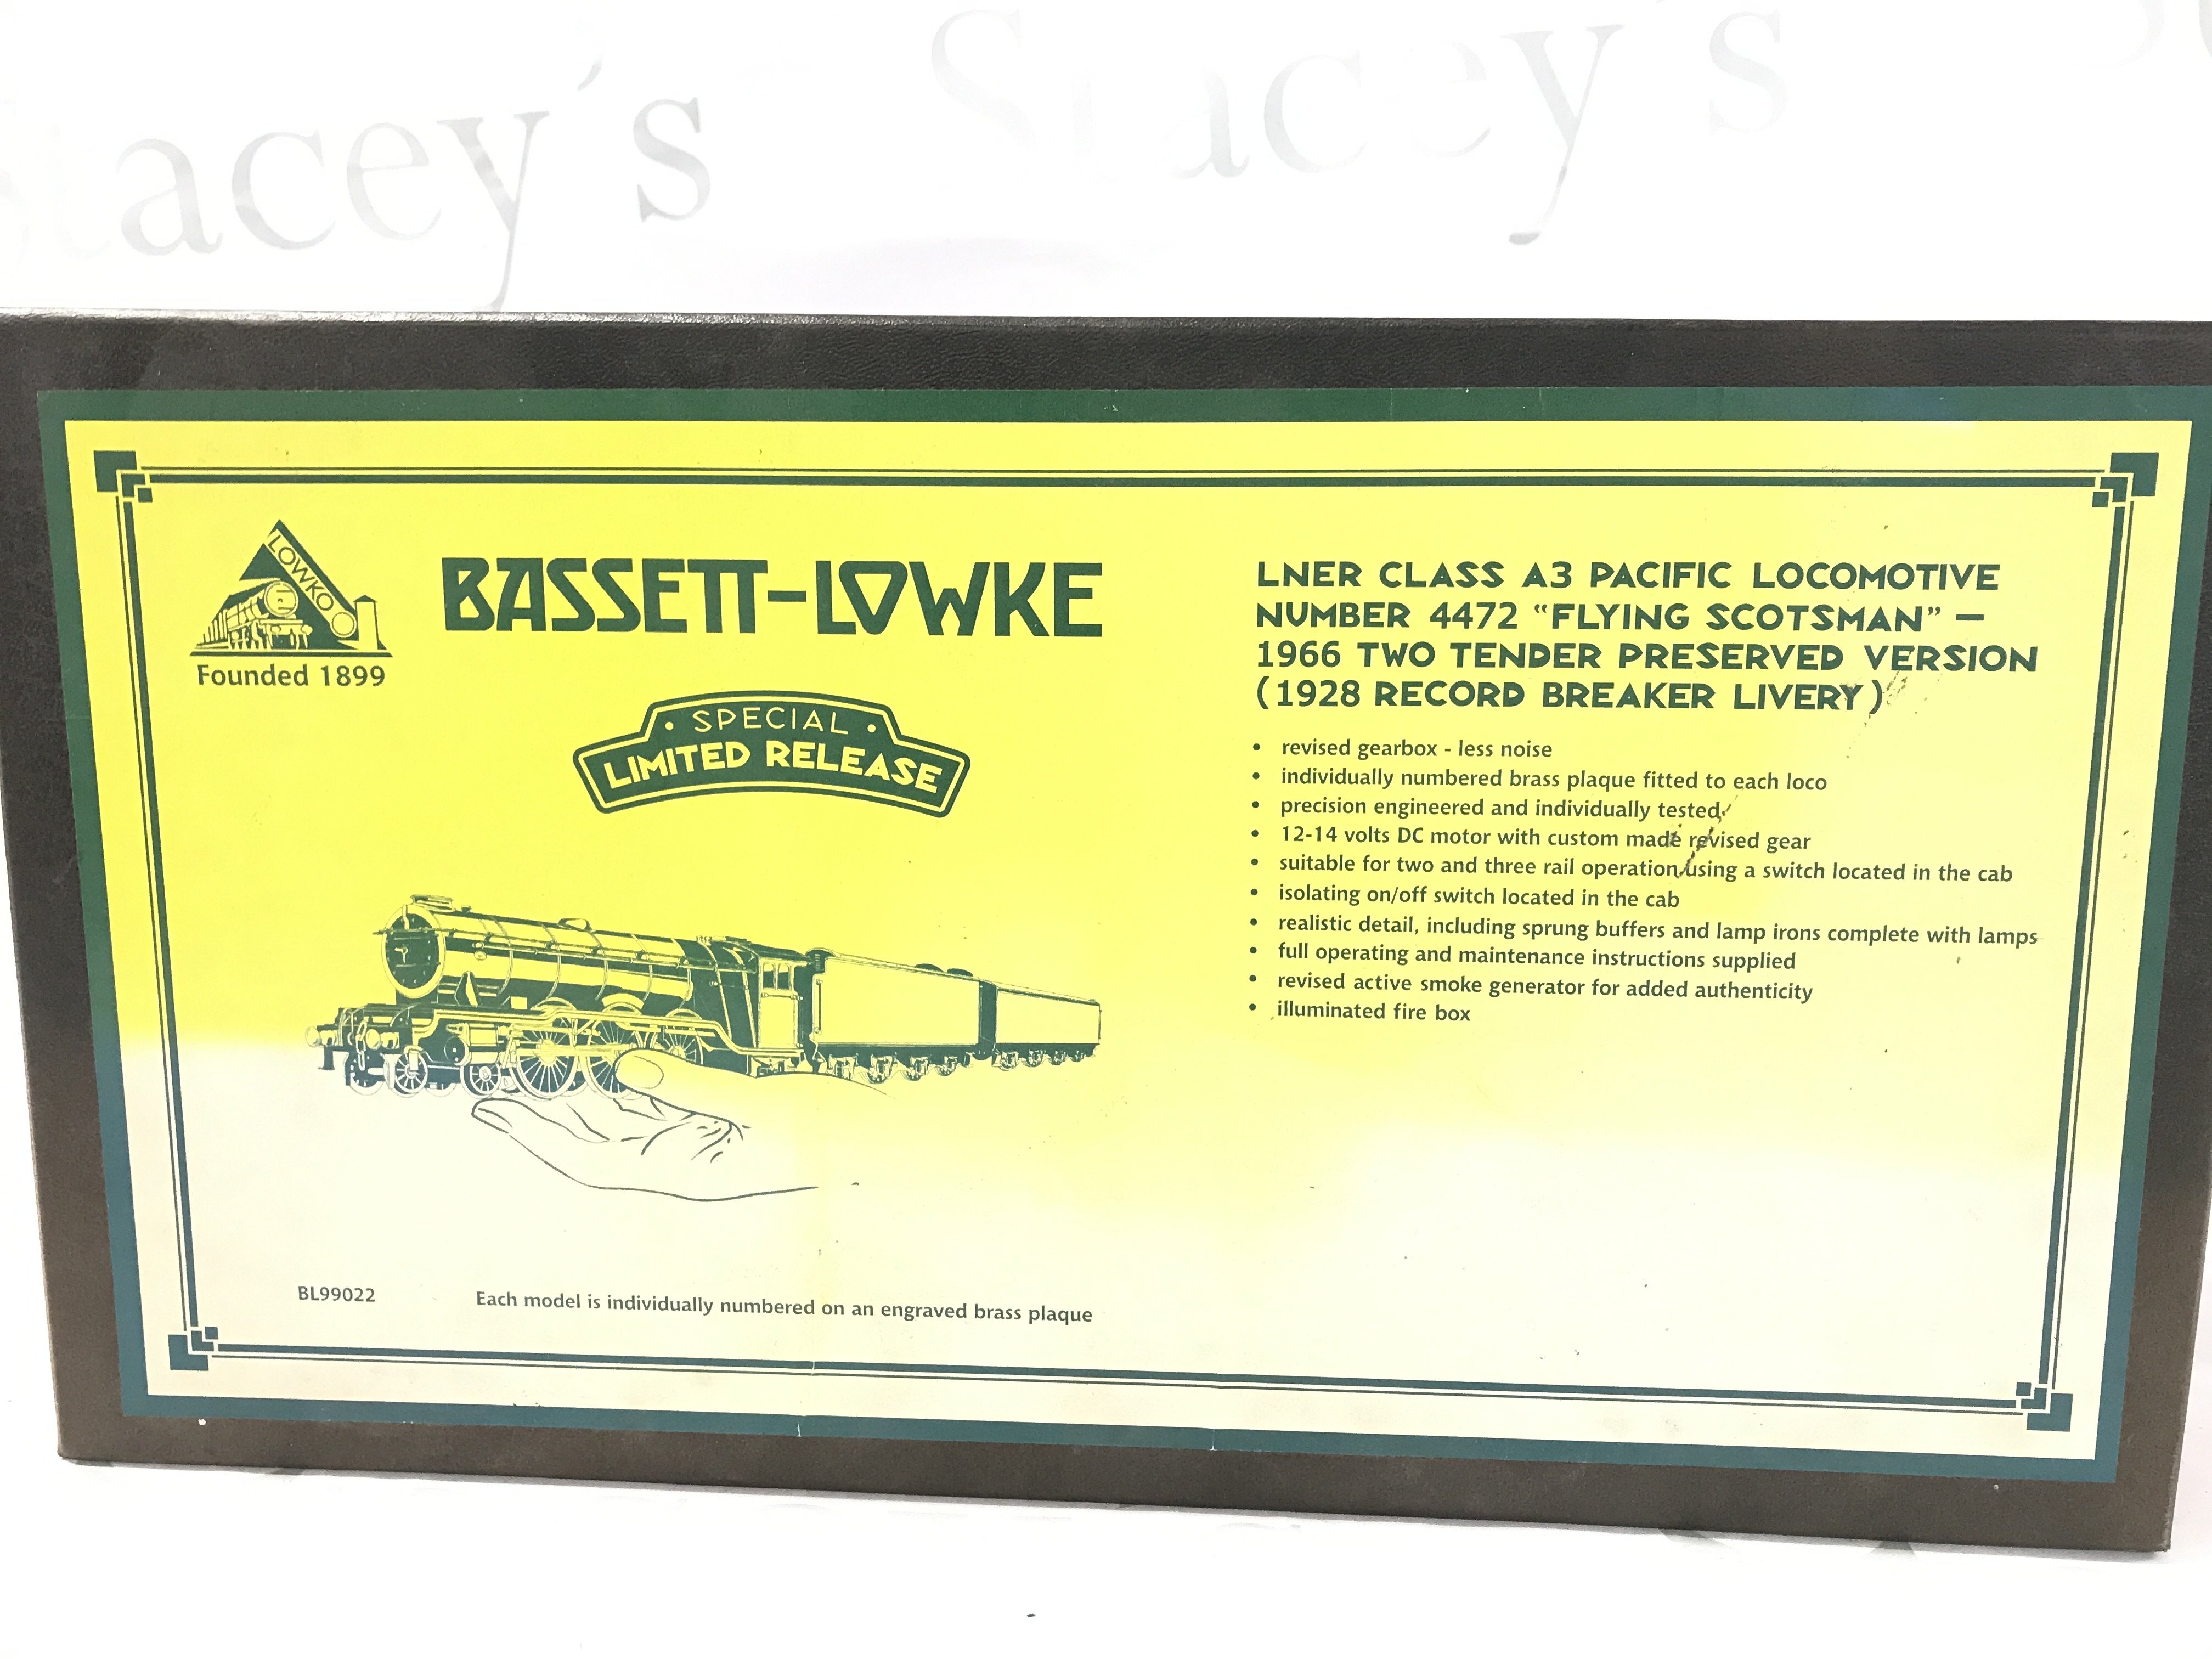 Stacey's Stacey's
LOWKO
Founded 1899
BASSETT-LOWKE
• SPECIAL •
LIMITED RELEASE
BL99022
Each model is individually numbered on an engraved brass plaque
LNER CLASS A3 PACIFIC LOCOMOTIVE
NUMBER 4472 “FLYING SCOTSMAN” –
1966 TWO TENDER PRESERVED VERSION
(1928 RECORD BREAKER LIVERY)
• revised gearbox - less noise
• individually numbered brass plaque fitted to each loco
• precision engineered and individually tested
• 12-14 volts DC motor with custom made revised gear
• suitable for two and three rail operation using a switch located in the cab
• isolating on/off switch located in the cab
• realistic detail, including sprung buffers and lamp irons complete with lamps
• full operating and maintenance instructions supplied
• revised active smoke generator for added authenticity
• illuminated fire box